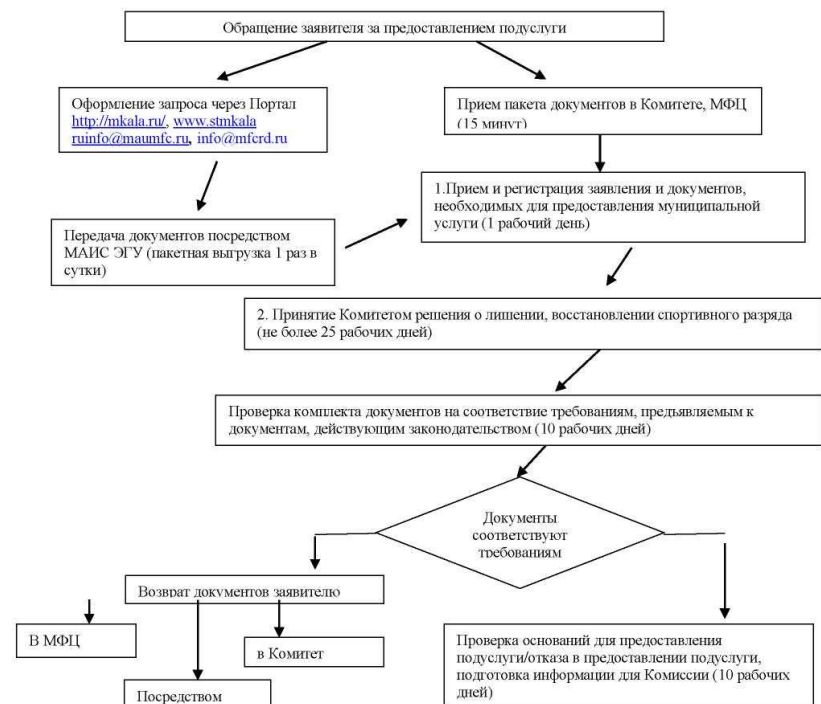 Обращение заявителя за предоставлением подуслуги
Оформление запроса через Портал
http://mkala.ru/, www.stmkala
ruinfo@maumfc.ru, info@mfcrd.ru
Прием пакета документов в Комитете, МФЦ
(15 минут)
1.Прием и регистрация заявления и документов,
необходимых для предоставления муниципальной
услуги (1 рабочий день)
Передача документов посредством
МАИС ЭГУ (пакетная выгрузка 1 раз в
сутки)
2. Принятие Комитетом решения о лишении, восстановлении спортивного разряда
(не более 25 рабочих дней)
Проверка комплекта документов на соответствие требованиям, предъявляемым к
документам, действующим законодательством (10 рабочих дней)
Документы
соответствуют
требованиям
Возврат документов заявителю
В МФЦ
в Комитет
Посредством
Проверка оснований для предоставления
подуслуги/отказа в предоставлении подуслуги,
подготовка информации для Комиссии (10 рабочих
дней)